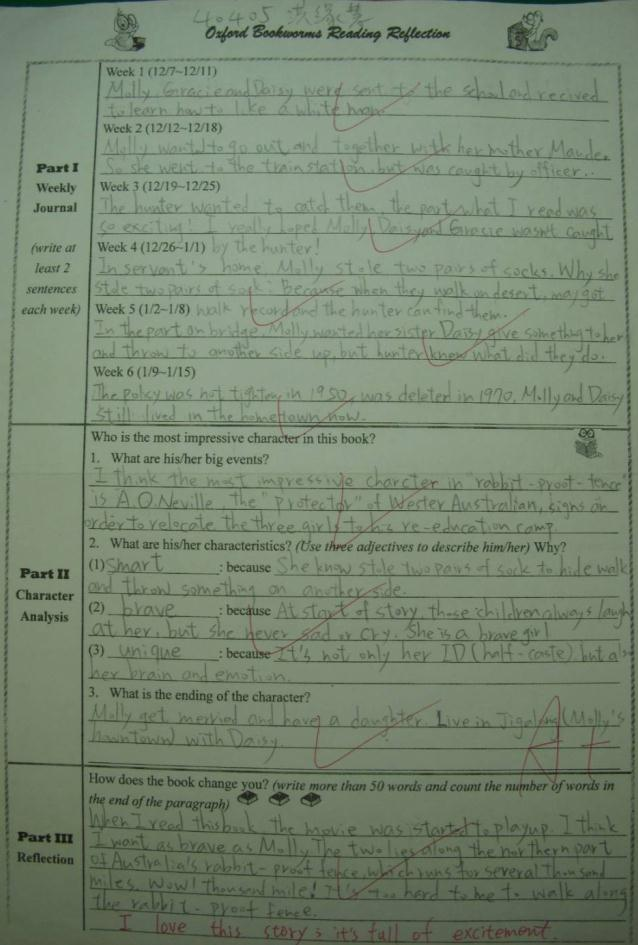 40405 洪緣慧
Oxford Bookworms Reading Reflection
Part I
Weekly
Journal
(write at
least 2
sentences
each week)
Week 1 (12/7~12/11)
Molly, Gracie and Daisy were sent to the school and recived
to learn how to like a white man.
Week 2 (12/12~12/18)
Molly want to go out and together with her mother Maude.
So she went to the train station, but was caught by officer..
Week 3 (12/19~12/25)
The hunter wanted to catch them, the part what I read was
so exciting! I really hoped Molly, Daisy and Gracie wasn't caught
by the hunter!
Week 4 (12/26~1/1)
In servant's home, Molly stole two pairs of socks. Why she
stole two pairs of sock? Because when they walk on desert, may got
walk record and the hunter can find them.
Week 5 (1/2~1/8)
In the part on bridge, Molly wanted her sister Daisy give something to her
and throw to another side up, but hunter know what did they do.
Week 6 (1/9~1/15)
The policy was not tighten in 1950, was deleted in 1970. Molly and Daisy
still lived in the hometown now.
Part II
Character
Analysis
Who is the most impressive character in this book?
1. What are his/her big events?
I think the most impressive charcter in "rabbit-proof-fence"
is A.O.Neville, the "Protector" of Wester Australian, signs an
order to relocate the three girls to his re-education camp.
2. What are his/her characteristics? (Use three adjectives to describe him/her) Why?
(1) smart : because She know stole two pairs of sock to hide walk
and throw something on another side.
(2) brave : because At start of story, those children always laugh
at her, but she never sad or cry. She is a brave girl
(3) unique : because It's not only her ID (half-caste) but also
her brain and emotion.
3. What is the ending of the character?
Molly get merried and have a daughter. Live in Jigalong (Molly's
howntown) with Daisy
A+
Part III
Reflection
How does the book change you? (write more than 50 words and count the number of words in
the end of the paragraph)
When I read this book, the movie was started to play up. I think
I want as brave as Molly. The two lies along the northern part
of Australia's rabbit-proof fence, which runs for several thousand
miles. Wow! thousand mile! It's too hard to me to walk along
the rabbit-proof fence.
I love this story; it's full of excitement.